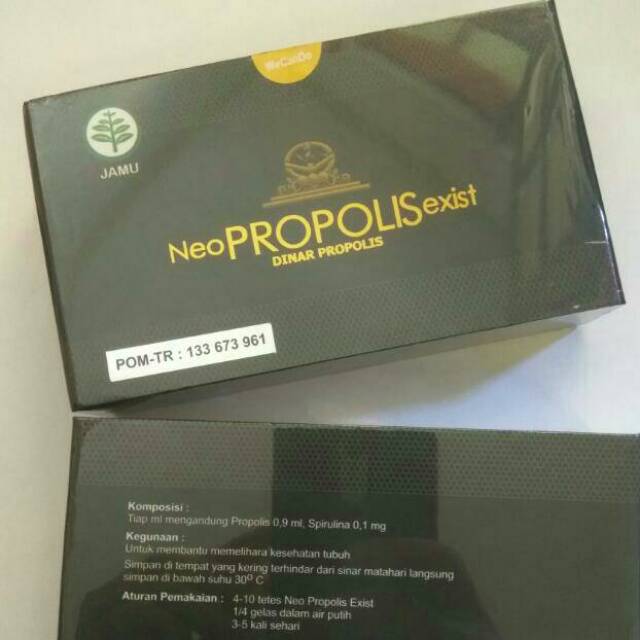 WeCanDo
JAMU
NeoPROPOLISexist
DINAR PROPOLIS
POM-TR : 133 673 961
Komposisi :
Tiap ml mengandung Propolis 0,9 ml, Spirulina 0,1 mg
Kegunaan :
Untuk membantu memelihara kesehatan tubuh
Simpan di tempat yang kering terhindar dari sinar matahari langsung
simpan di bawah suhu 30⁰ C
Aturan Pemakaian : 4-10 tetes Neo Propolis Exist
1/4 gelas dalam air putih
3-5 kali sehari